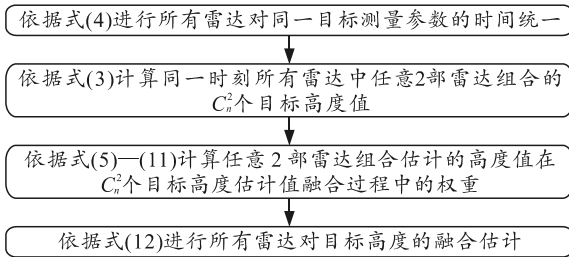 依据式(4)进行所有雷达对同一目标测量参数的时间统一
依据式(3)计算同一时刻所有雷达中任意2部雷达组合的
C_n^2个目标高度值
依据式(5)—(11)计算任意 2 部雷达组合估计的高度值在
C_n^2个目标高度估计值融合过程中的权重
依据式(12)进行所有雷达对目标高度的融合估计